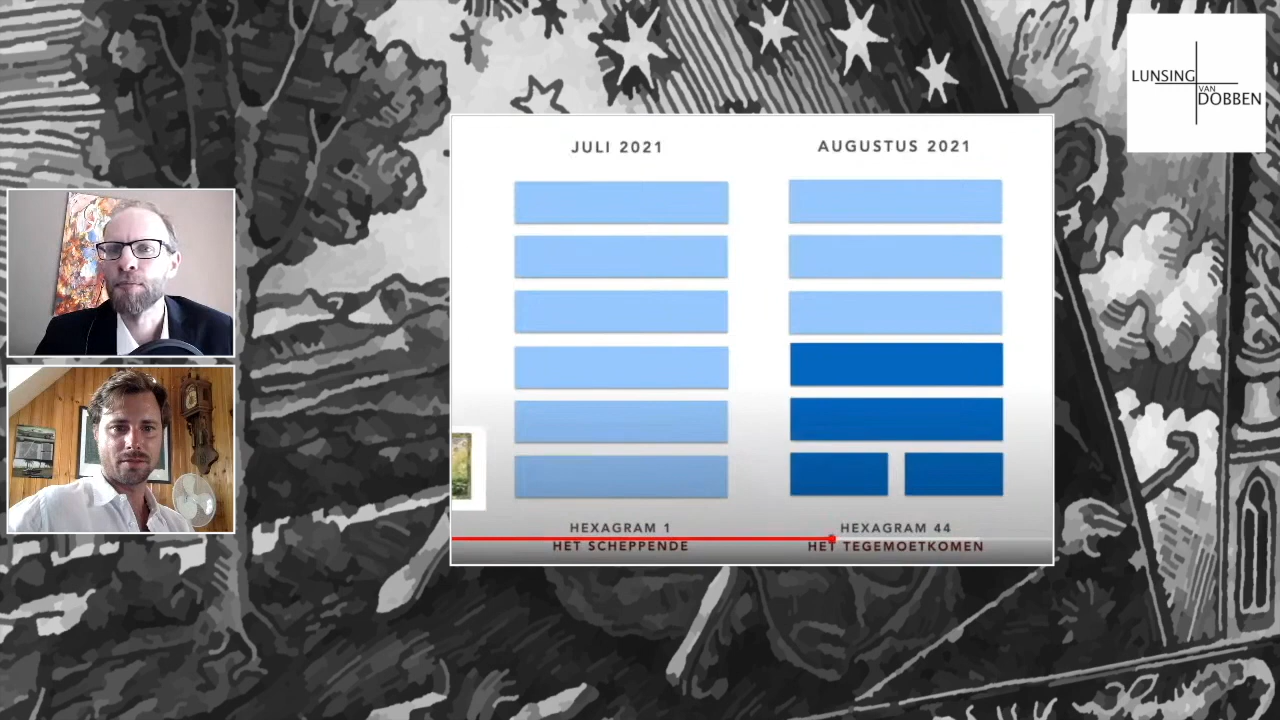 LUNSING
VAN
DOBBEN
JULI 2021
AUGUSTUS 2021
HEXAGRAM 1
HET SCHEPPENDE
HEXAGRAM 44
HET TEGEMOETKOMEN